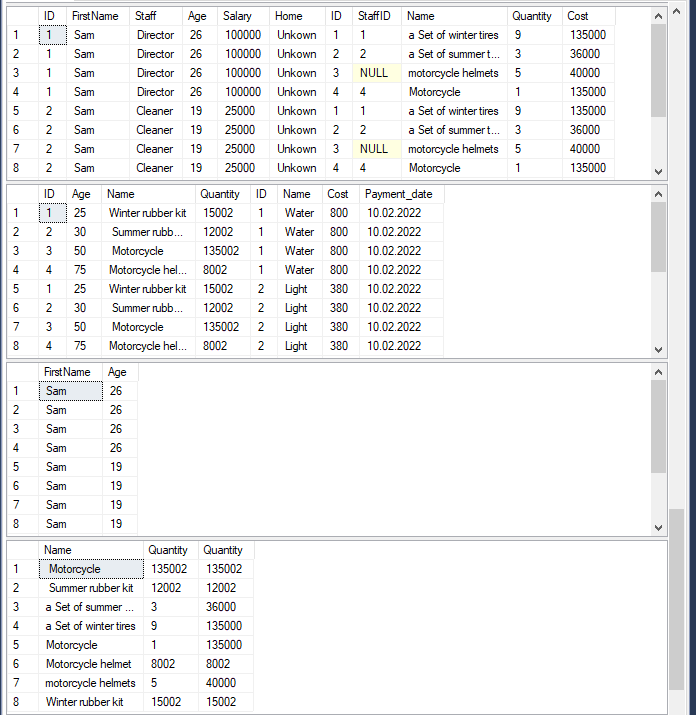 ID FirstName Staff Age Salary Home ID StaffID Name Quantity Cost
1 1 Sam Director 26 100000 Unkown 1 1 a Set of winter tires 9 135000
2 1 Sam Director 26 100000 Unkown 2 2 a Set of summer t... 3 36000
3 1 Sam Director 26 100000 Unkown 3 NULL motorcycle helmets 5 40000
4 1 Sam Director 26 100000 Unkown 4 4 Motorcycle 1 135000
5 2 Sam Cleaner 19 25000 Unkown 1 1 a Set of winter tires 9 135000
6 2 Sam Cleaner 19 25000 Unkown 2 2 a Set of summer t... 3 36000
7 2 Sam Cleaner 19 25000 Unkown 3 NULL motorcycle helmets 5 40000
8 2 Sam Cleaner 19 25000 Unkown 4 4 Motorcycle 1 135000
ID Age Name Quantity ID Name Cost Payment_date
1 1 25 Winter rubber kit 15002 1 Water 800 10.02.2022
2 2 30 Summer rubb... 12002 1 Water 800 10.02.2022
3 3 50 Motorcycle 135002 1 Water 800 10.02.2022
4 4 75 Motorcycle hel... 8002 1 Water 800 10.02.2022
5 1 25 Winter rubber kit 15002 2 Light 380 10.02.2022
6 2 30 Summer rubb... 12002 2 Light 380 10.02.2022
7 3 50 Motorcycle 135002 2 Light 380 10.02.2022
8 4 75 Motorcycle hel... 8002 2 Light 380 10.02.2022
FirstName Age
1 Sam 26
2 Sam 26
3 Sam 26
4 Sam 26
5 Sam 19
6 Sam 19
7 Sam 19
8 Sam 19
Name Quantity Quantity
1 Motorcycle 135002 135002
2 Summer rubber kit 12002 12002
3 a Set of summer ... 3 36000
4 a Set of winter tires 9 135000
5 Motorcycle 1 135000
6 Motorcycle helmet 8002 8002
7 motorcycle helmets 5 40000
8 Winter rubber kit 15002 15002